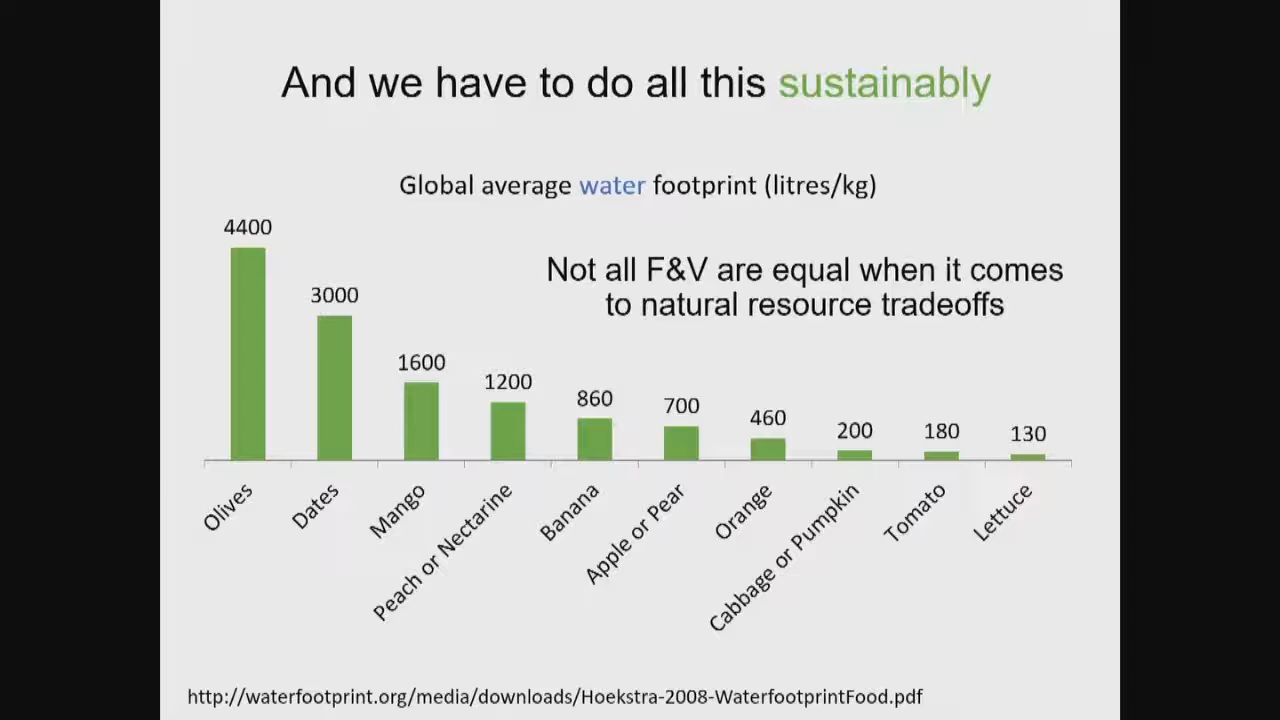 And we have to do all this sustainably
Global average water footprint (litres/kg)
4400
3000
1600
1200
860
700
460
200
180
130
Not all F&V are equal when it comes
to natural resource tradeoffs
Olives
Dates
Mango
Peach or Nectarine
Banana
Apple or Pear
Orange
Cabbage or Pumpkin
Tomato
Lettuce
http://waterfootprint.org/media/downloads/Hoekstra-2008-WaterfootprintFood.pdf